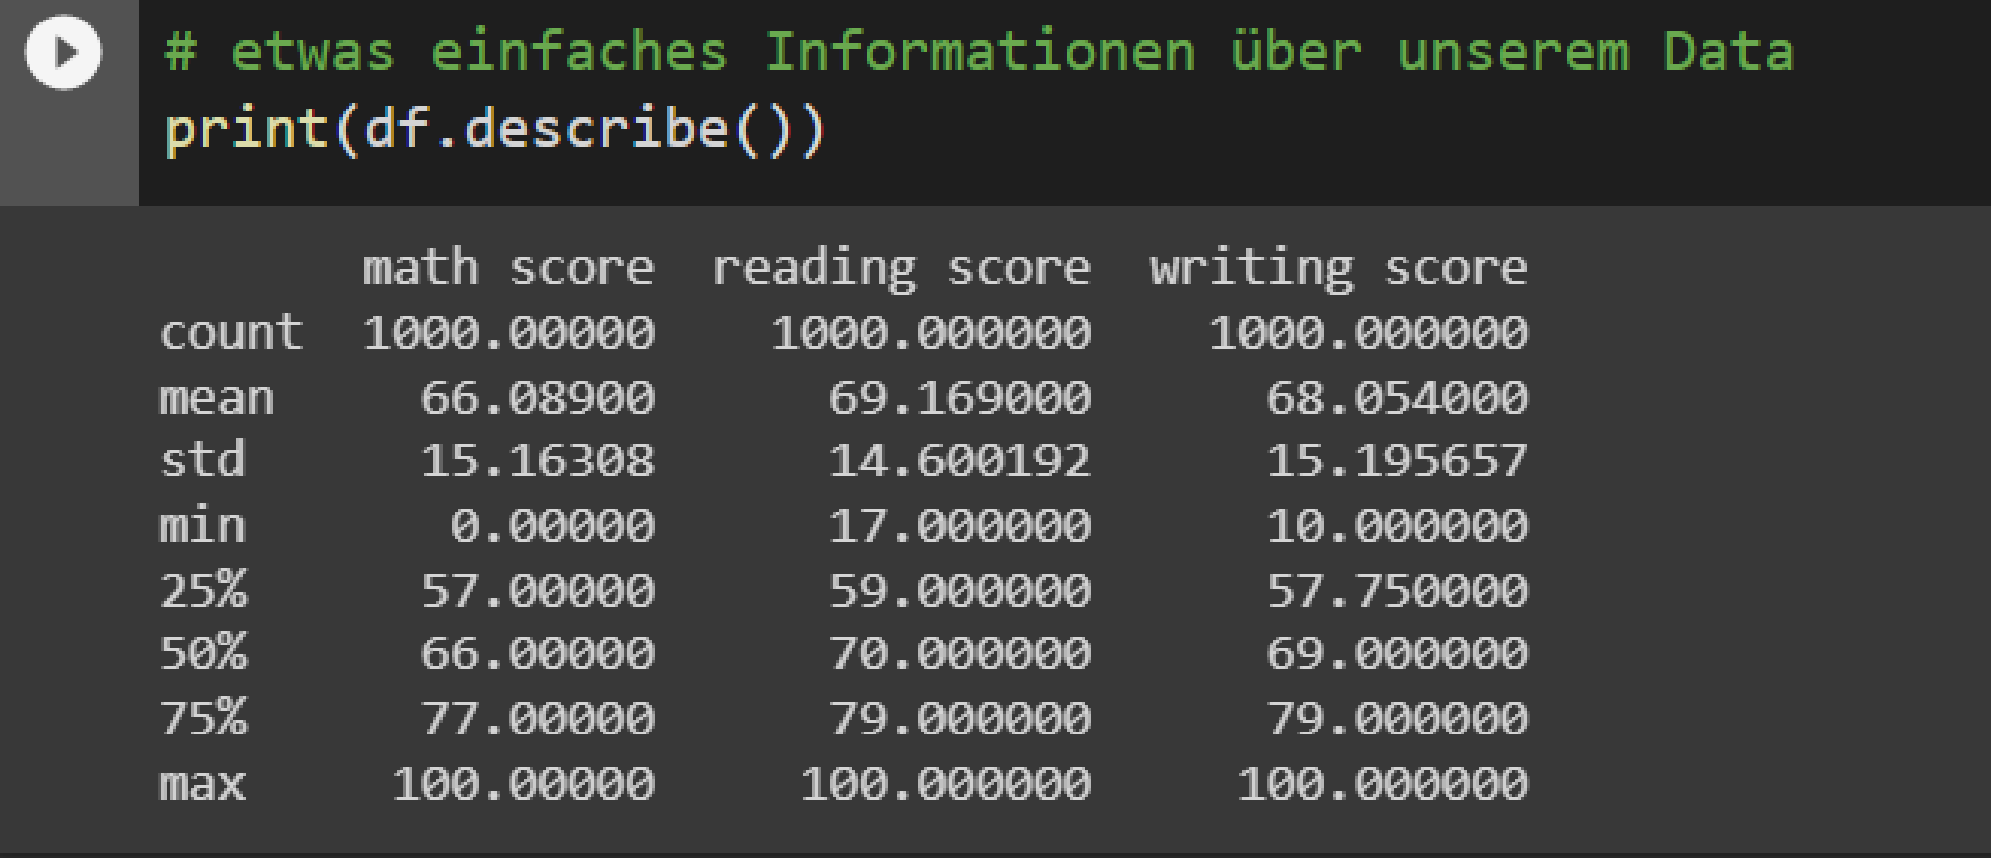 # etwas einfaches Informationen über unserem Data
print(df.describe())
math score reading score writing score
count 1000.00000 1000.000000 1000.000000
mean 66.08900 69.169000 68.054000
std 15.16308 14.600192 15.195657
min 0.00000 17.000000 10.000000
25% 57.00000 59.000000 57.750000
50% 66.00000 70.000000 69.000000
75% 77.00000 79.000000 79.000000
max 100.00000 100.000000 100.000000